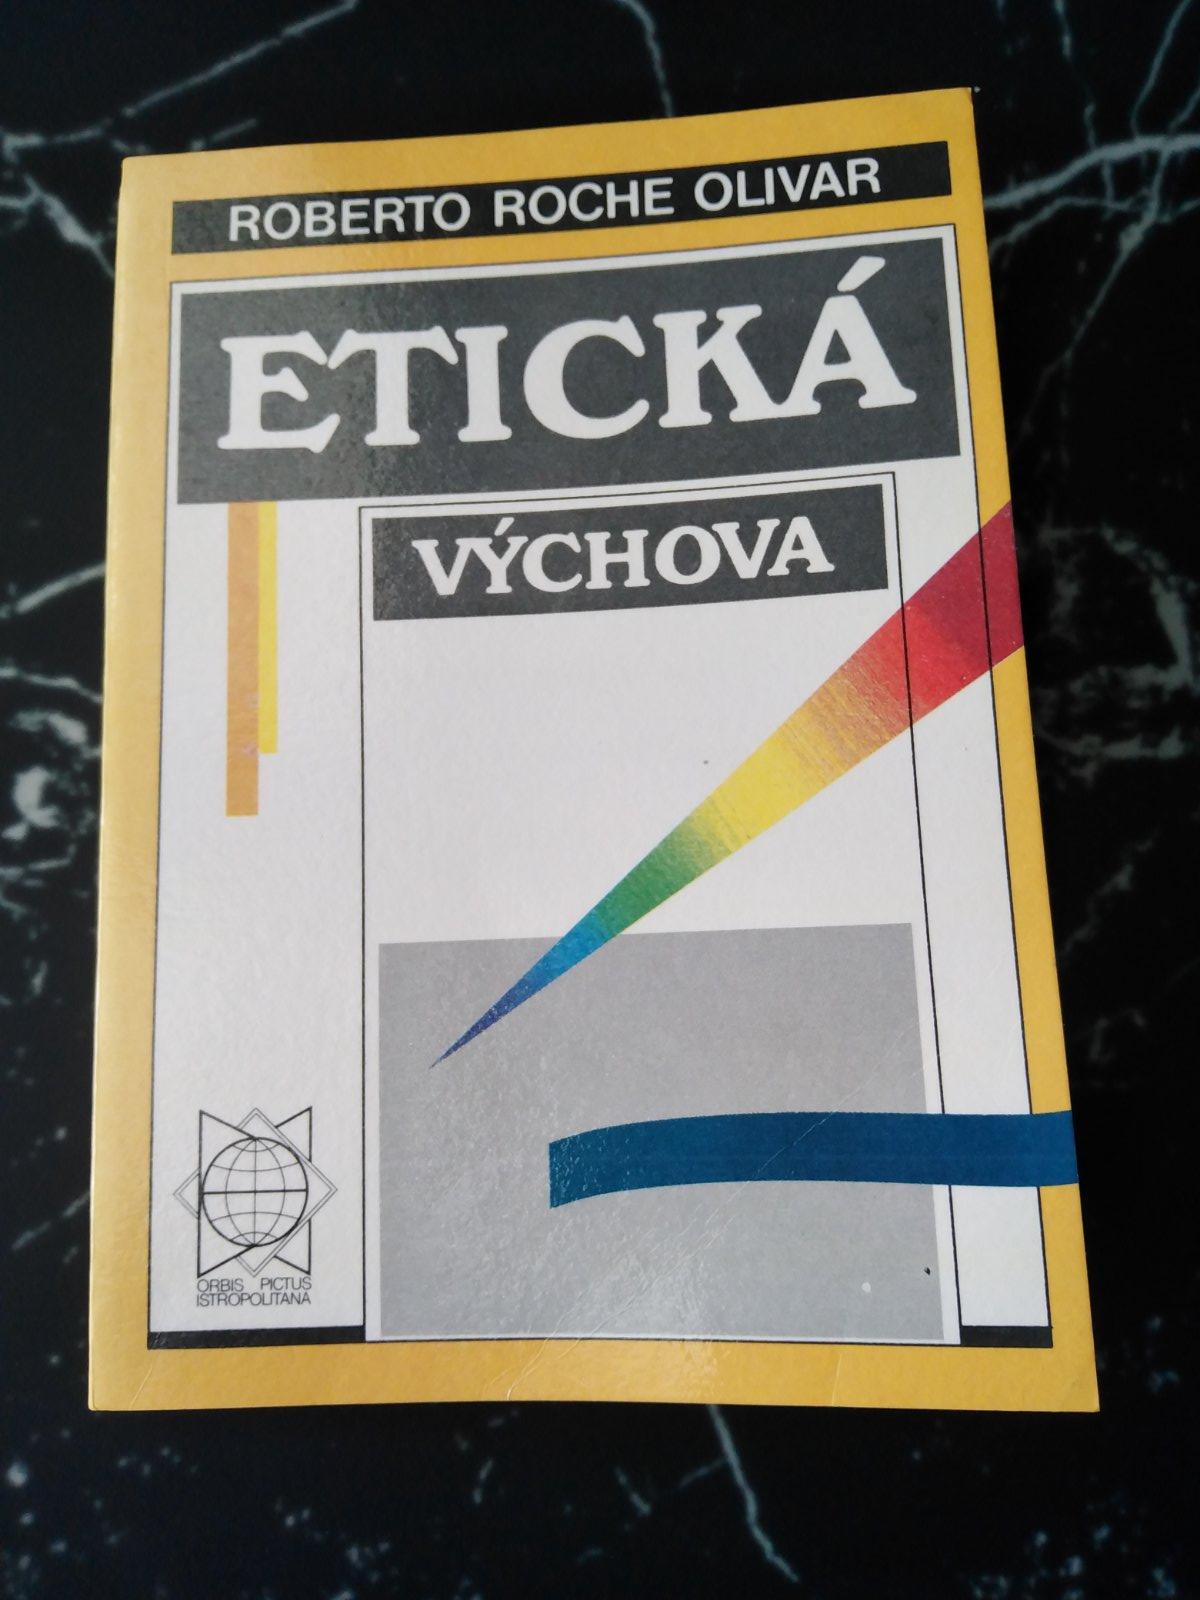 ROBERTO ROCHE OLIVAR
ETICKÁ
VÝCHOVA
ORBIS PICTUS
ISTROPOLITANA